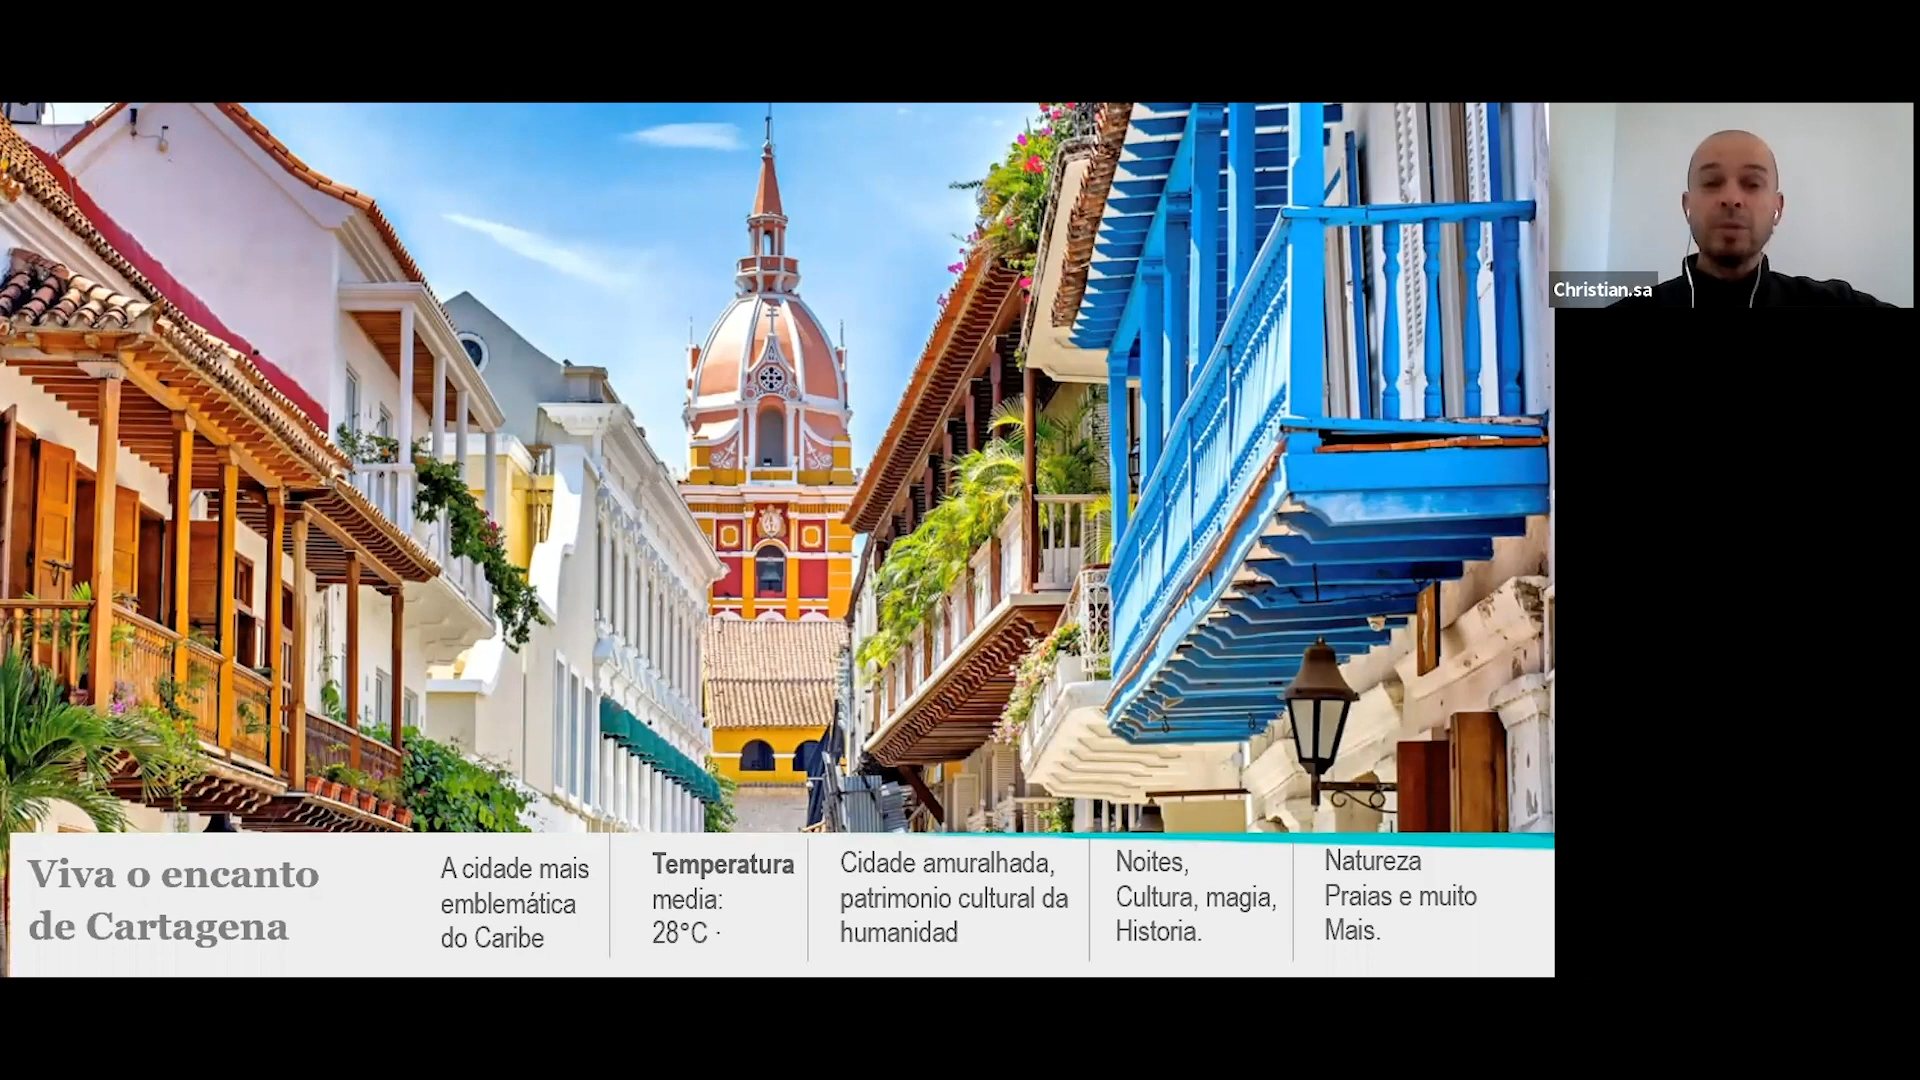 Christian.sa
Viva o encanto
de Cartagena
A cidade mais
emblemática
do Caribe
Temperatura
media:
28°C ·
Cidade amuralhada,
patrimonio cultural da
humanidad
Noites,
Cultura, magia,
Historia.
Natureza
Praias e muito
Mais.